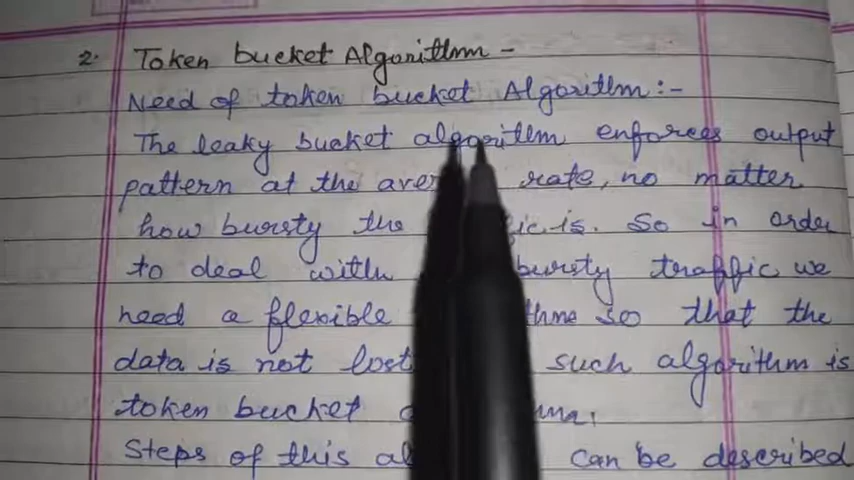 2. Token bucket Algorithm -
Need of token bucket Algorithm :-
The leaky bucket algorithm enforces output
pattern at the rate, no matter
how bursty the is. So in order
to deal with bursty traffic we
need a flexible so that the
data is not lost such algorithm is
token bucket
Steps of this can be described